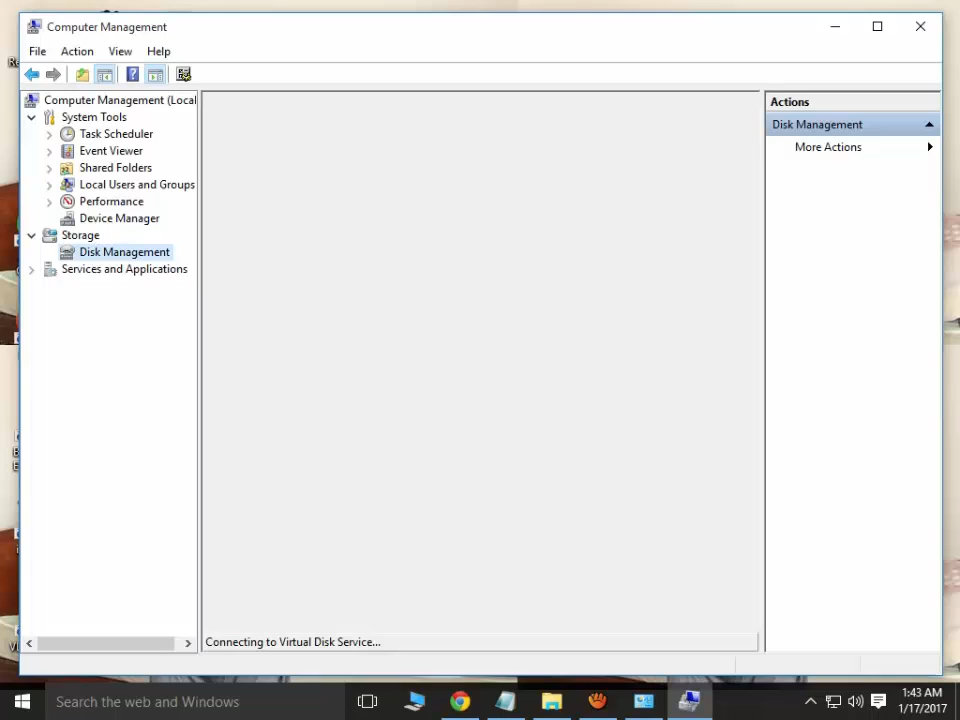 Computer Management
File Action View Help
Computer Management (Local
System Tools
Task Scheduler
Event Viewer
Shared Folders
Local Users and Groups
Performance
Device Manager
Storage
Disk Management
Services and Applications
Connecting to Virtual Disk Service...
Actions
Disk Management
More Actions
Search the web and Windows
1:43 AM
1/17/2017